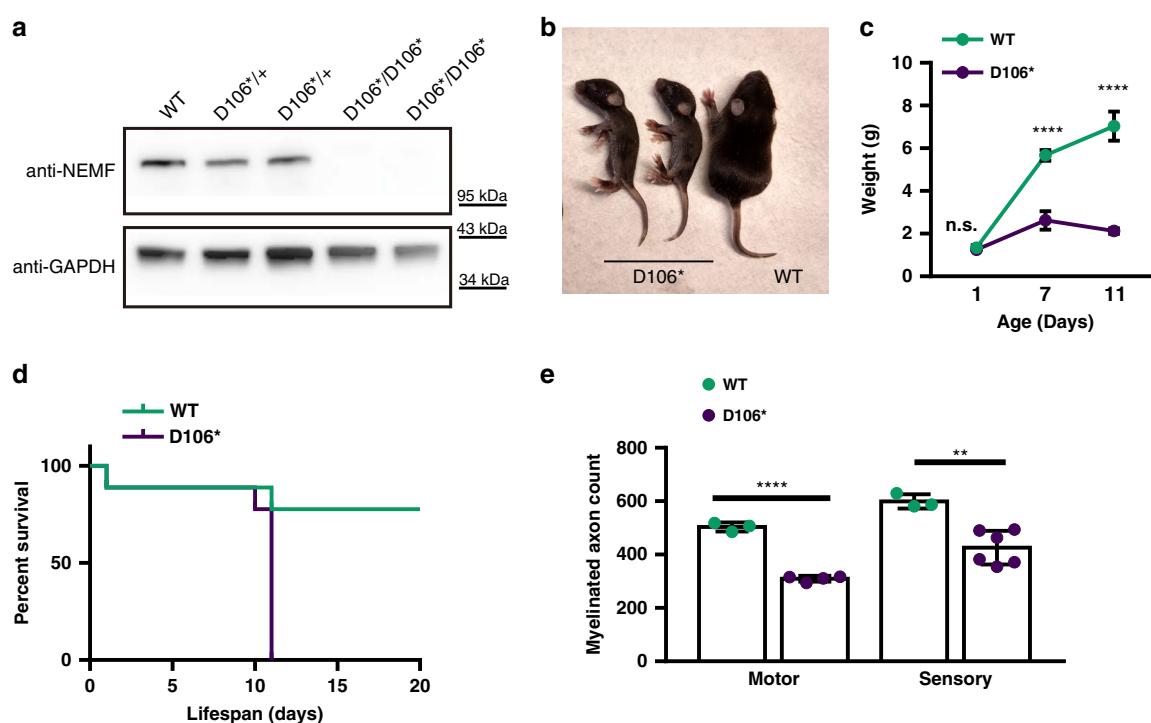 a
WT
D106*/+
D106*/+
D106*/D106*
D106*/D106*
anti-NEMF
95 kDa
43 kDa
anti-GAPDH
34 kDa
b
D106*
WT
c
WT
D106*
Weight (g)
10
8
6
4
2
0
n.s.
****
****
1
7
11
Age (Days)
d
WT
D106*
Percent survival
100
50
0
0
5
10
15
20
Lifespan (days)
e
WT
D106*
Myelinated axon count
800
600
400
200
0
****
**
Motor
Sensory